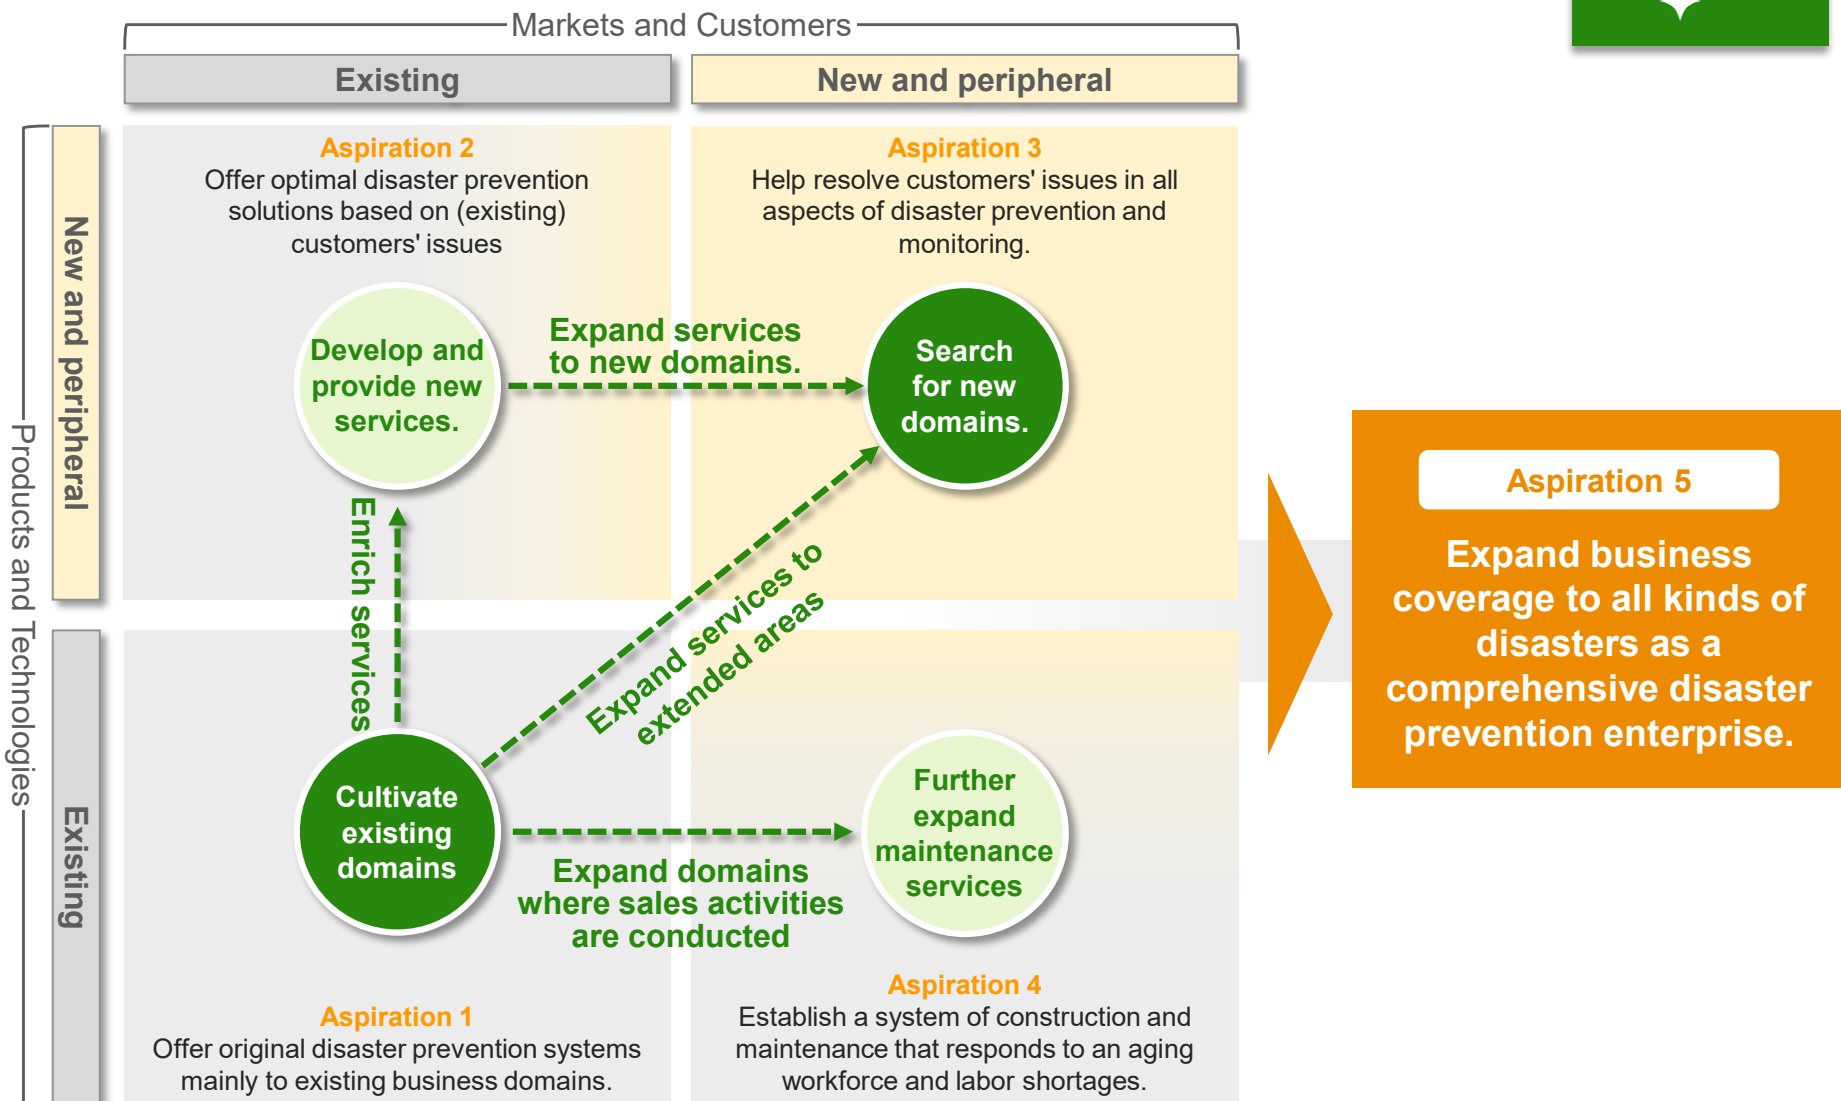 Markets and Customers
Existing
New and peripheral
Products and Technologies
New and peripheral
Existing
Aspiration 2
Offer optimal disaster prevention
solutions based on (existing)
customers' issues
Aspiration 3
Help resolve customers' issues in all
aspects of disaster prevention and
monitoring.
Develop and
provide new
services.
Expand services
to new domains.
Search
for new
domains.
Enrich services
Expand services to
extended areas
Cultivate
existing
domains
Expand domains
where sales activities
are conducted
Further
expand
maintenance
services
Aspiration 1
Offer original disaster prevention systems
mainly to existing business domains.
Aspiration 4
Establish a system of construction and
maintenance that responds to an aging
workforce and labor shortages.
Aspiration 5
Expand business
coverage to all kinds of
disasters as a
comprehensive disaster
prevention enterprise.